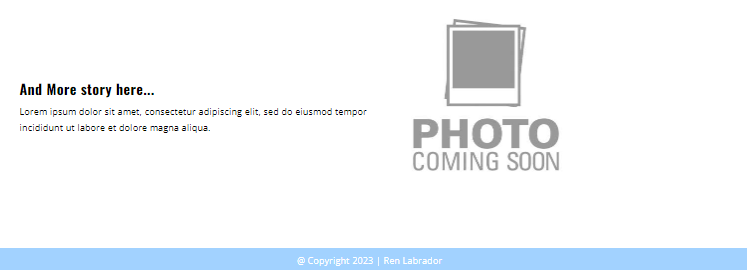 And More story here...
Lorem ipsum dolor sit amet, consectetur adipiscing elit, sed do eiusmod tempor
incididunt ut labore et dolore magna aliqua.
PHOTO
COMING SOON
@ Copyright 2023 | Ren Labrador